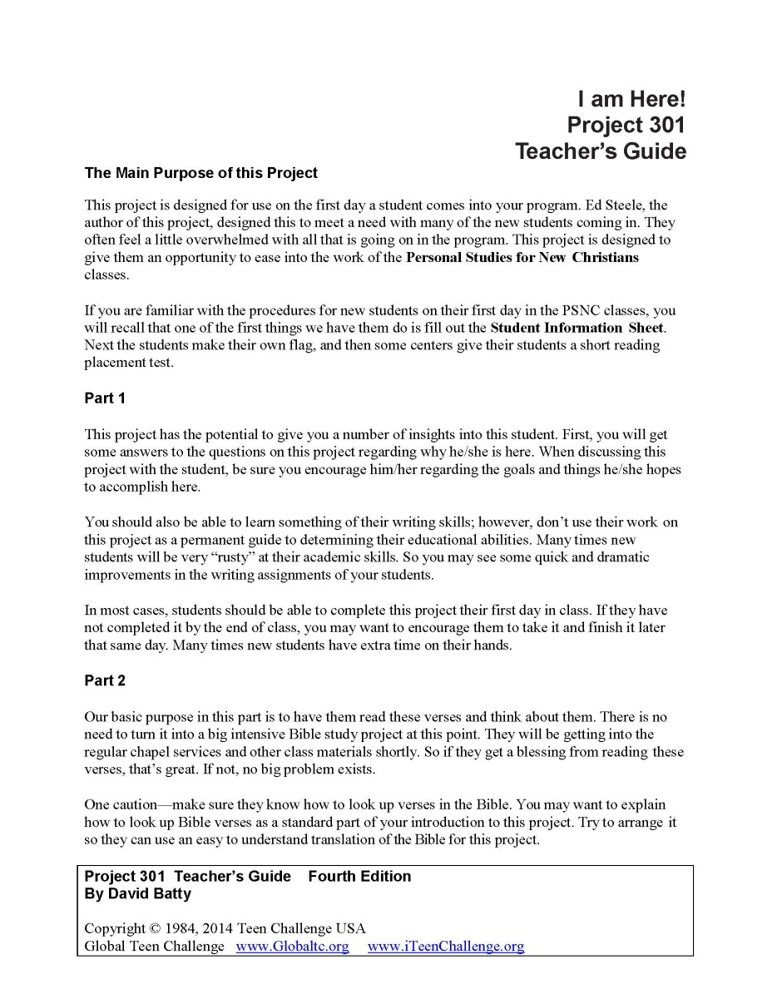 I am Here!
Project 301
Teacher's Guide
The Main Purpose of this Project
This project is designed for use on the first day a student comes into your program. Ed Steele, the
author of this project, designed this to meet a need with many of the new students coming in. They
often feel a little overwhelmed with all that is going on in the program. This project is designed to
give them an opportunity to ease into the work of the Personal Studies for New Christians
classes.
If you are familiar with the procedures for new students on their first day in the PSNC classes, you
will recall that one of the first things we have them do is fill out the Student Information Sheet.
Next the students make their own flag, and then some centers give their students a short reading
placement test.
Part 1
This project has the potential to give you a number of insights into this student. First, you will get
some answers to the questions on this project regarding why he/she is here. When discussing this
project with the student, be sure you encourage him/her regarding the goals and things he/she hopes
to accomplish here.
You should also be able to learn something of their writing skills; however, don't use their work on
this project as a permanent guide to determining their educational abilities. Many times new
students will be very “rusty” at their academic skills. So you may see some quick and dramatic
improvements in the writing assignments of your students.
In most cases, students should be able to complete this project their first day in class. If they have
not completed it by the end of class, you may want to encourage them to take it and finish it later
that same day. Many times new students have extra time on their hands.
Part 2
Our basic purpose in this part is to have them read these verses and think about them. There is no
need to turn it into a big intensive Bible study project at this point. They will be getting into the
regular chapel services and other class materials shortly. So if they get a blessing from reading these
verses, that's great. If not, no big problem exists.
One caution—make sure they know how to look up verses in the Bible. You may want to explain
how to look up Bible verses as a standard part of your introduction to this project. Try to arrange it
so they can use an easy to understand translation of the Bible for this project.
Project 301 Teacher's Guide Fourth Edition
By David Batty
Copyright © 1984, 2014 Teen Challenge USA
Global Teen Challenge www.Globaltc.org www.iTeenChallenge.org